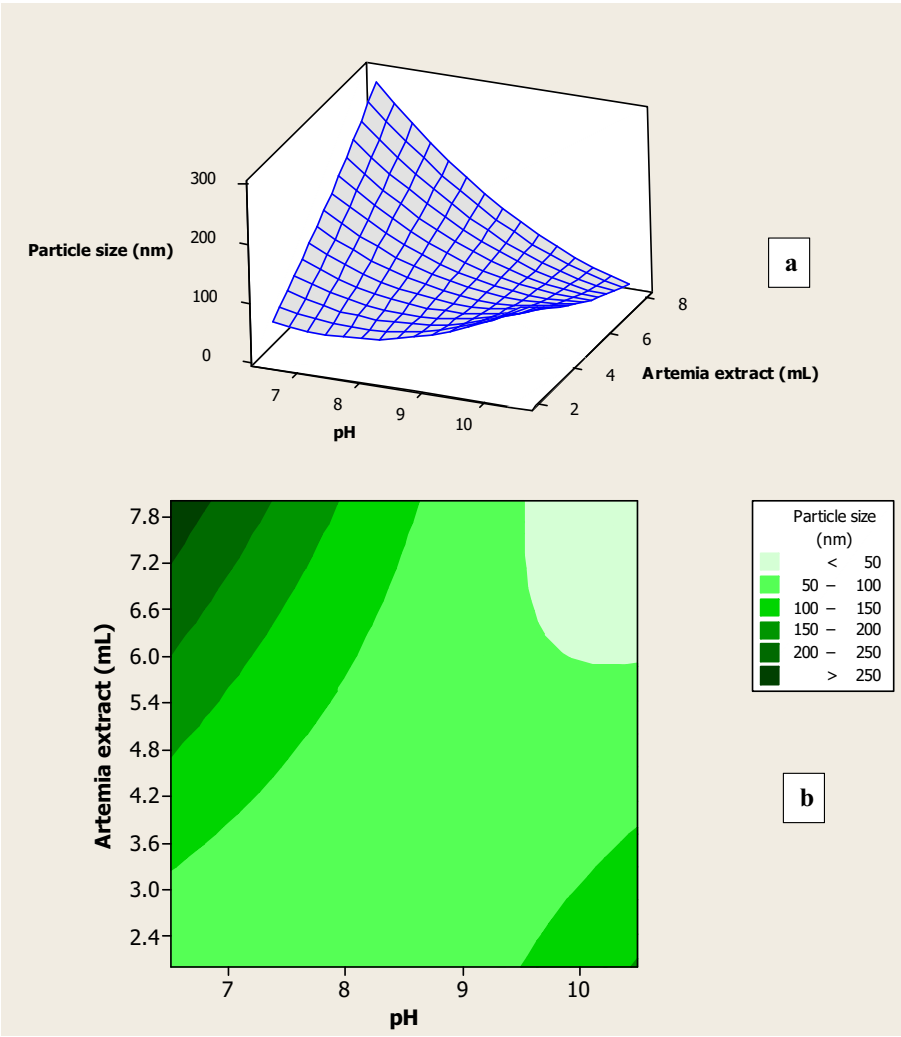 300
200
Particle size (nm)
100
0
a
8
6
4
Artemia extract (mL)
2
7
8
9
10
pH
7.8
7.2
6.6
6.0
5.4
4.8
4.2
3.6
3.0
2.4
Artemia extract (mL)
7 8 9 10
pH
Particle size
(nm)
< 50
50 – 100
100 – 150
150 – 200
200 – 250
> 250
b